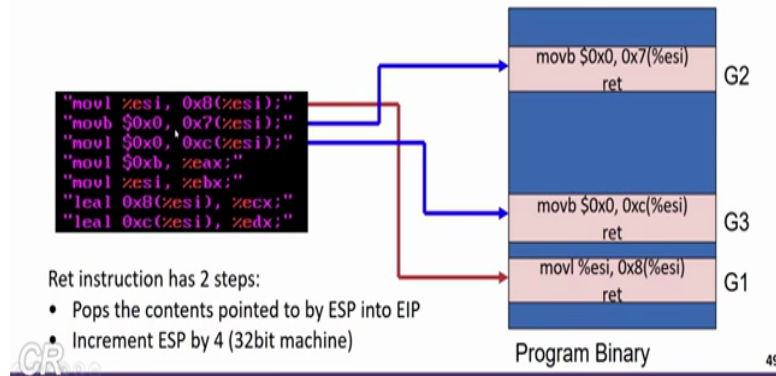 "movl %esi, 0x8(%esi);"
"movb $0x0, 0x7(%esi);"
"movl $0x0, 0xc(%esi);"
"movl $0xb, %eax;"
"movl %esi, %ebx;"
"leal 0x8(%esi), %ecx;"
"leal 0xc(%esi), %edx;"
Ret instruction has 2 steps:
• Pops the contents pointed to by ESP into EIP
• Increment ESP by 4 (32bit machine)
movb $0x0, 0x7(%esi)
ret
G2
movb $0x0, 0xc(%esi)
ret
G3
movl %esi, 0x8(%esi)
ret
G1
Program Binary
CR
49